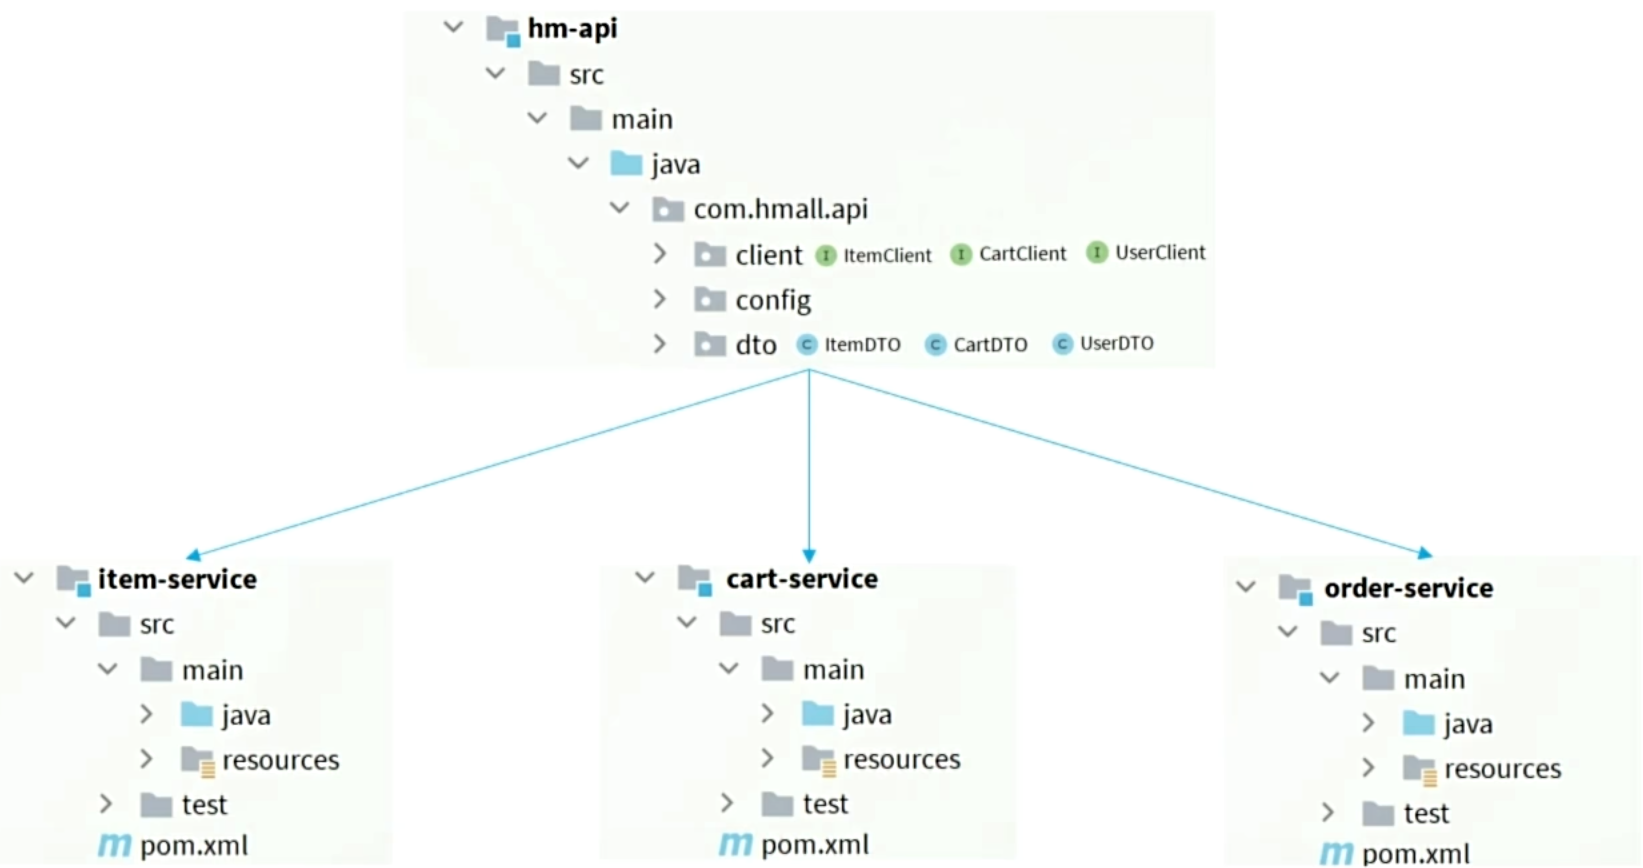 hm-api
src
main
java
com.hmall.api
client I ItemClient I CartClient I UserClient
config
dto C ItemDTO C CartDTO C UserDTO
item-service
src
main
java
resources
test
m pom.xml
cart-service
src
main
java
resources
test
m pom.xml
order-service
src
main
java
resources
test
m pom.xml